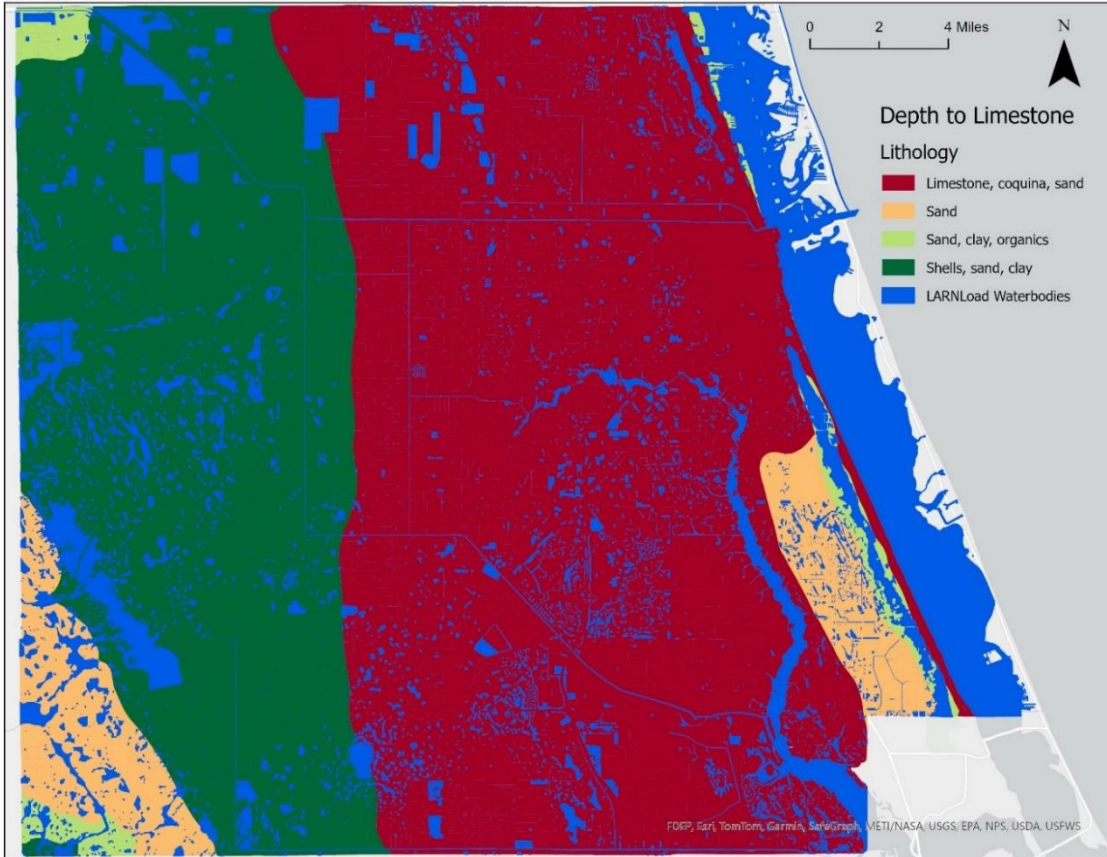 0 2 4 Miles
N
Depth to Limestone
Lithology
Limestone, coquina, sand
Sand
Sand, clay, organics
Shells, sand, clay
LARNLoad Waterbodies
FDEP, Esri, TomTom, Garmin, SafeGraph, METI/NASA, USGS, EPA, NPS, USDA, USFWS